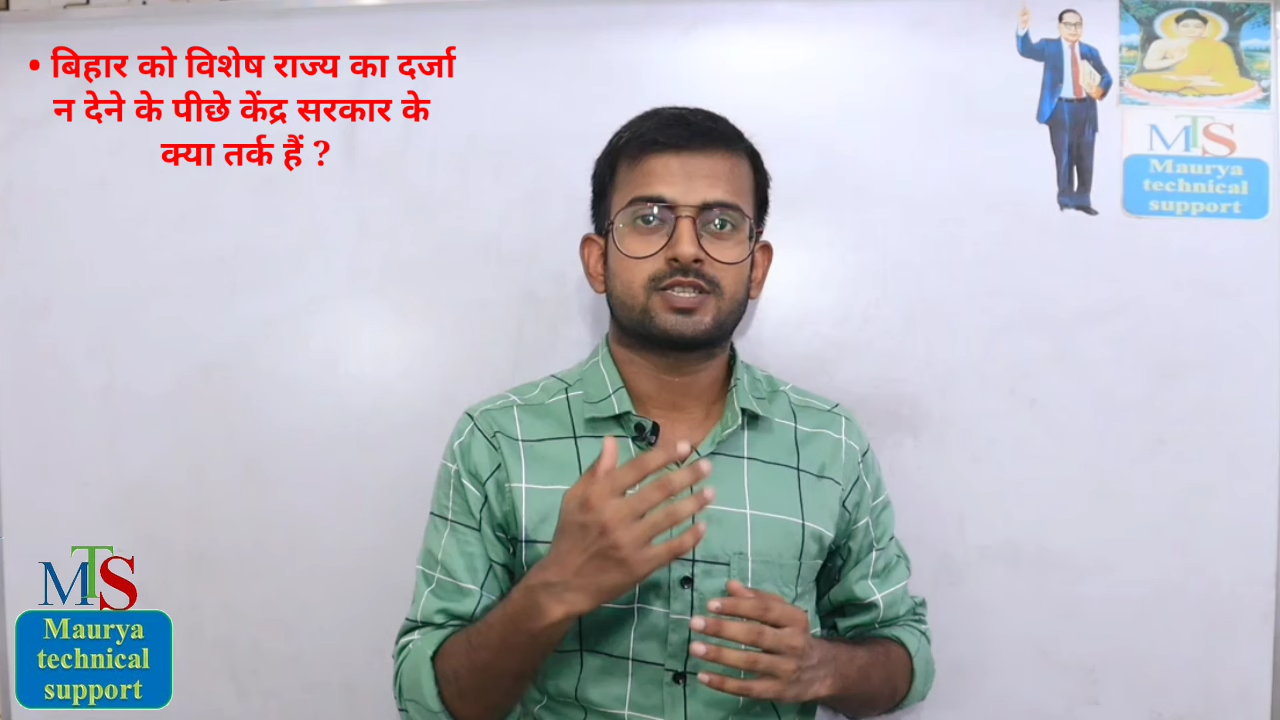 • बिहार को विशेष राज्य का दर्जा
न देने के पीछे केंद्र सरकार के
क्या तर्क हैं ?
MTS
Maurya
technical
support
MTS
Maurya
technical
support